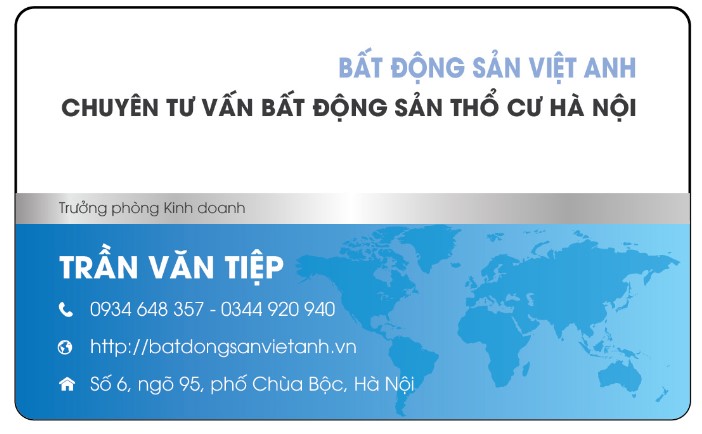 BẤT ĐỘNG SẢN VIỆT ANH
CHUYÊN TƯ VẤN BẤT ĐỘNG SẢN THỔ CƯ HÀ NỘI
Trưởng phòng Kinh doanh
TRẦN VĂN TIỆP
0934 648 357 - 0344 920 940
http://batdongsanvietanh.vn
Số 6, ngõ 95, phố Chùa Bộc, Hà Nội